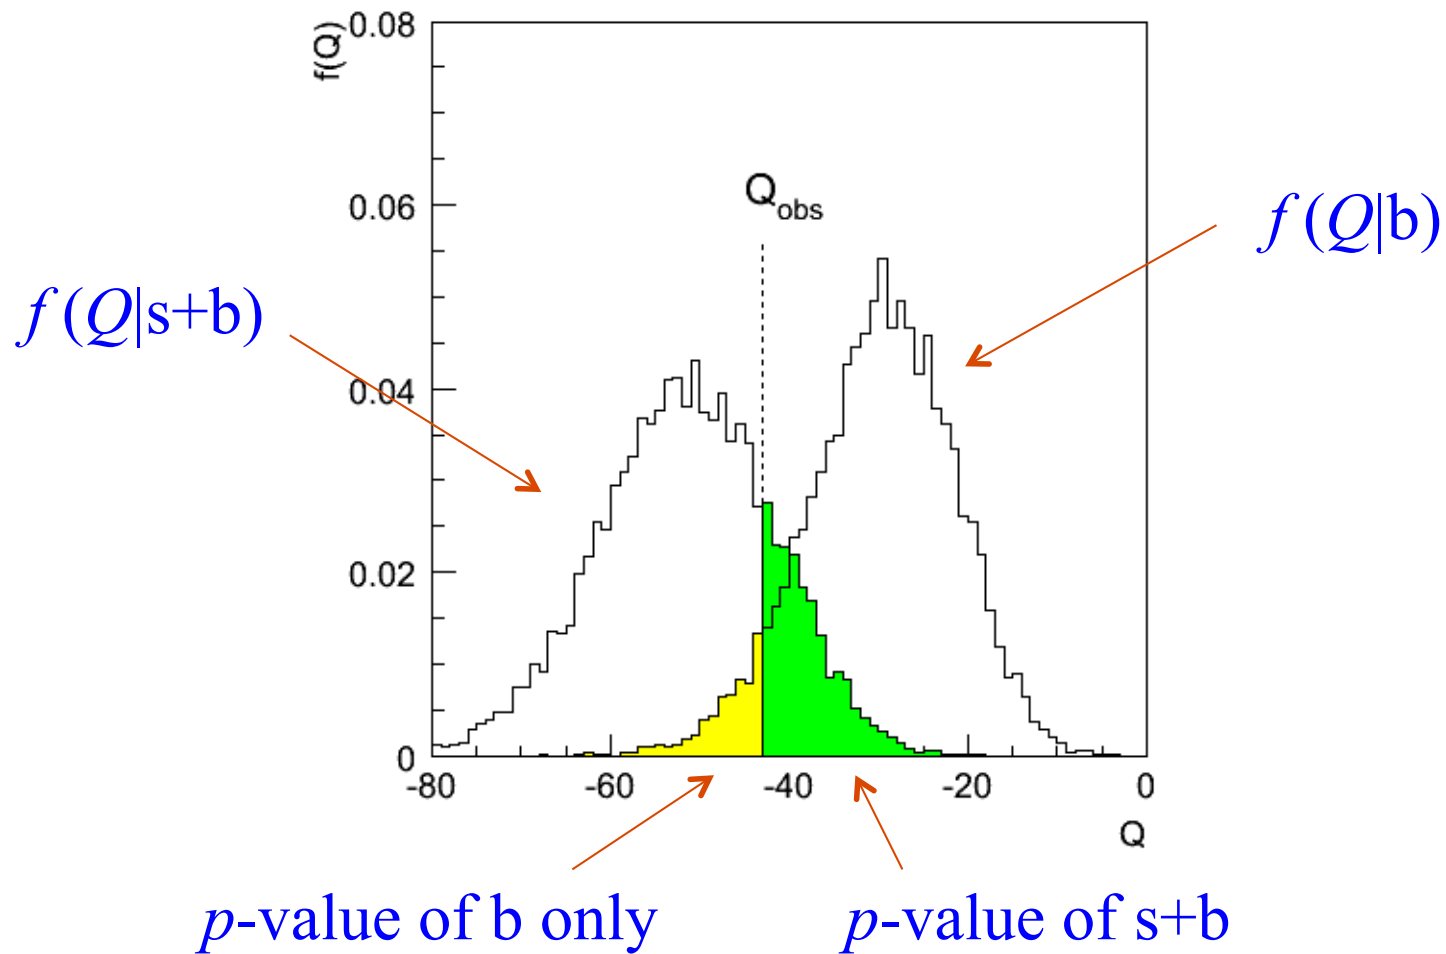 f(Q)
0.08
0.06
0.04
0.02
0
Q_obs
f (Q|b)
f (Q|s+b)
-80 -60 -40 -20 0
Q
p-value of b only
p-value of s+b